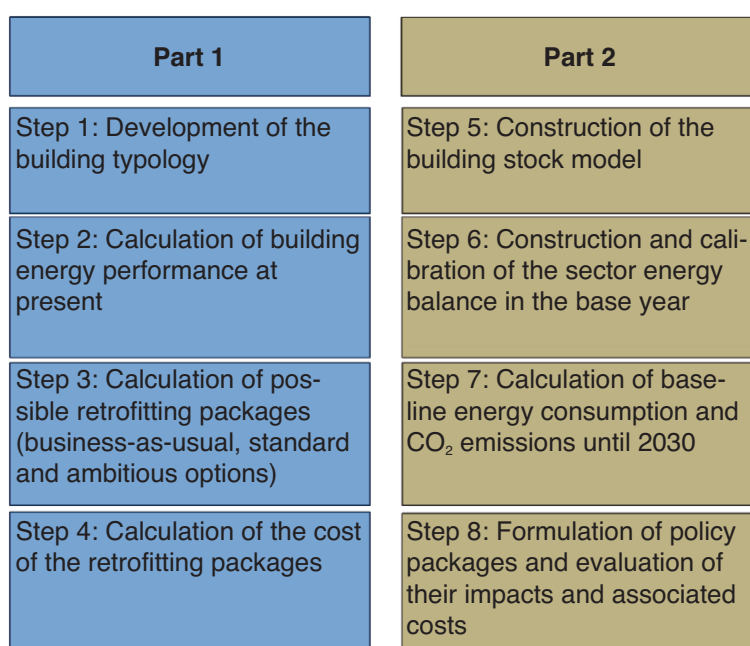 Part 1
Step 1: Development of the
building typology
Step 2: Calculation of building
energy performance at
present
Step 3: Calculation of pos-
sible retrofitting packages
(business-as-usual, standard
and ambitious options)
Step 4: Calculation of the cost
of the retrofitting packages
Part 2
Step 5: Construction of the
building stock model
Step 6: Construction and cali-
bration of the sector energy
balance in the base year
Step 7: Calculation of base-
line energy consumption and
CO₂ emissions until 2030
Step 8: Formulation of policy
packages and evaluation of
their impacts and associated
costs